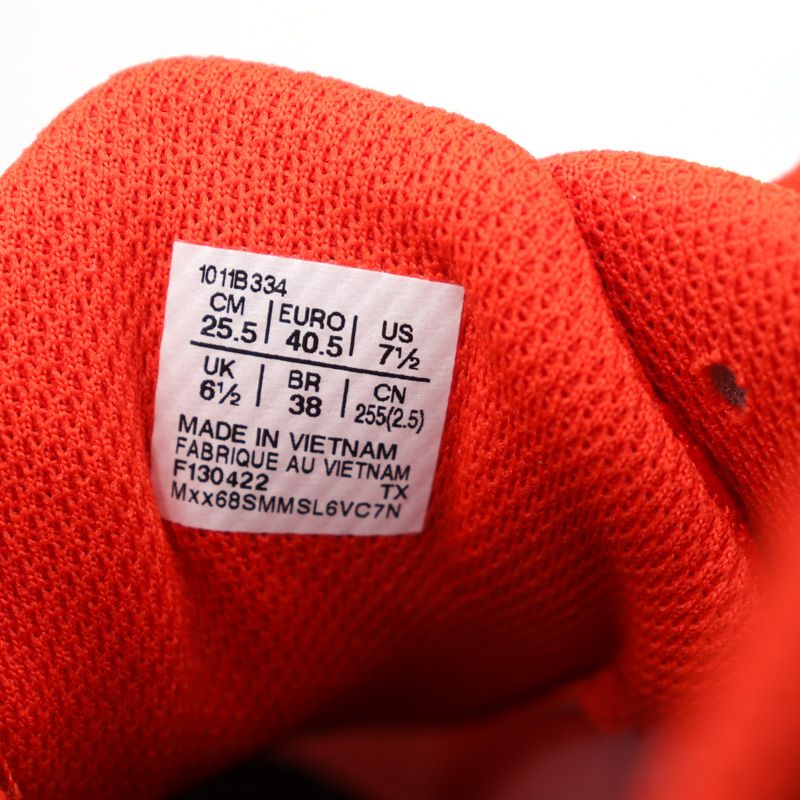 1011B334
CM | EURO | US
25.5 | 40.5 | 7½
UK | BR | CN
6½ | 38 | 255(2.5)
MADE IN VIETNAM
FABRIQUE AU VIETNAM
F130422 TX
Mxx68SMMSL6VC7N